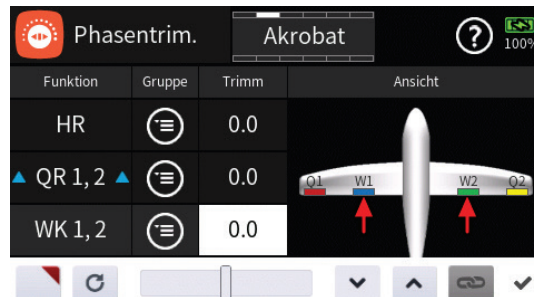 Phasentrim. Akrobat ? 100%
Funktion Gruppe Trimm Ansicht
HR 0.0
QR 1, 2 0.0
WK 1, 2 0.0
Q1 W1 W2 Q2